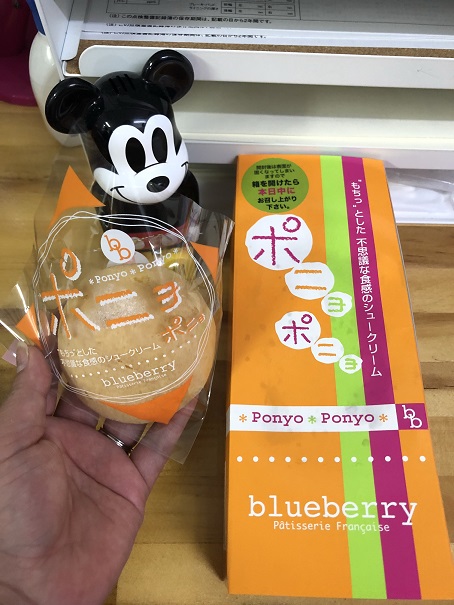 開封後は表面が
固くなってしまい
ますので
箱を開けたら
本日中に
お召し上がり
下さい。
ポニョ
ポニョ
"もちっ"とした 不思議な食感のシュークリーム
*Ponyo*Ponyo* bb
blueberry
Pâtisserie Française
bb
*Ponyo*Ponyo*
ポニョ
ポニョ
"もちっ"とした
不思議な食感のシュークリーム
blueberry
Pâtisserie Française